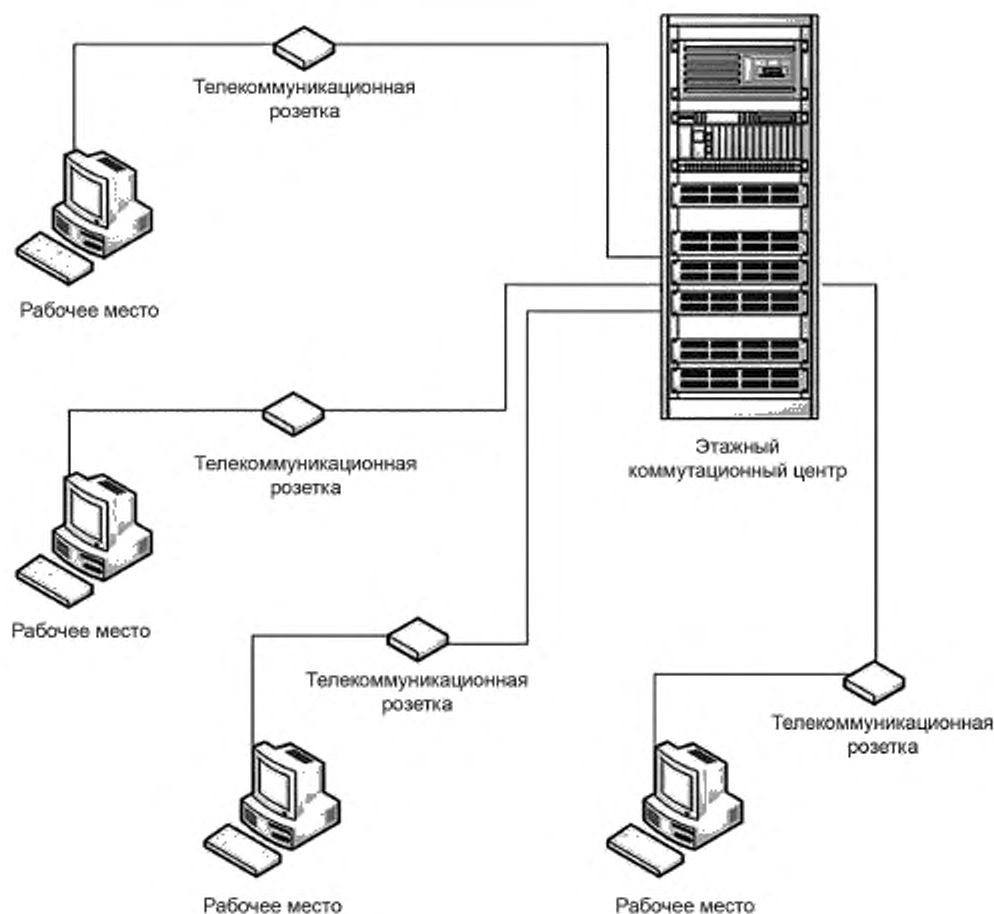 Телекоммуникационная
розетка
Рабочее место
Этажный
коммутационный центр
Телекоммуникационная
розетка
Рабочее место
Телекоммуникационная
розетка
Телекоммуникационная
розетка
Рабочее место
Рабочее место